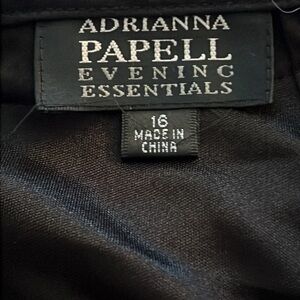 ADRIANNA
PAPELL
EVENING
ESSENTIALS
16
MADE IN
CHINA